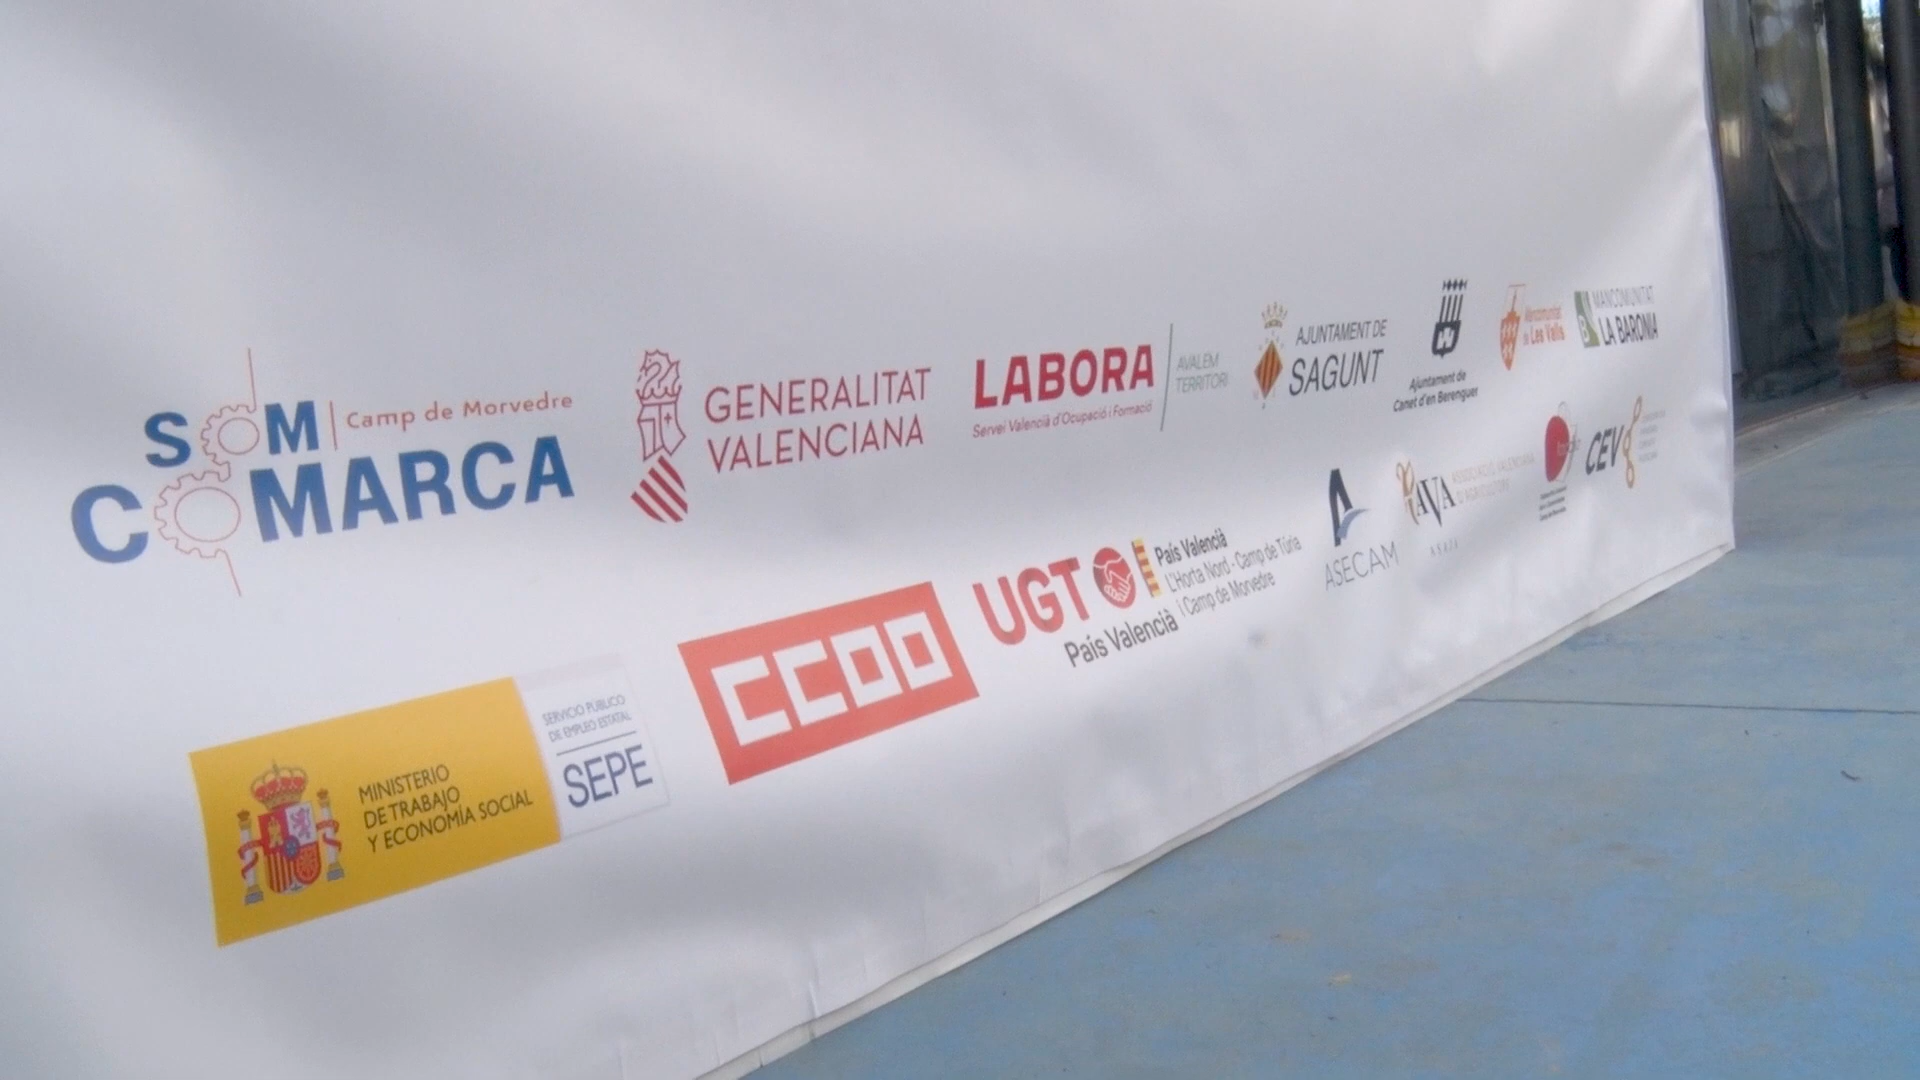 SOM
Camp de Morvedre
COMARCA
GENERALITAT
VALENCIANA
LABORA
Servei Valencià d'Ocupació i Formació
AVALEM
TERRITORI
AJUNTAMENT DE
SAGUNT
Ajuntament de
Canet d'en Berenguer
Mancomunitat
de Les Valls
MANCOMUNITAT
LA BARONIA
MINISTERIO
DE TRABAJO
Y ECONOMÍA SOCIAL
SERVICIO PÚBLICO
DE EMPLEO ESTATAL
SEPE
CCOO
UGT
País Valencià
País Valencià
L'Horta Nord - Camp de Túria
i Camp de Morvedre
ASECAM
AVA
ASSOCIACIÓ VALENCIANA
D'AGRICULTORS
ASAJA
CEV